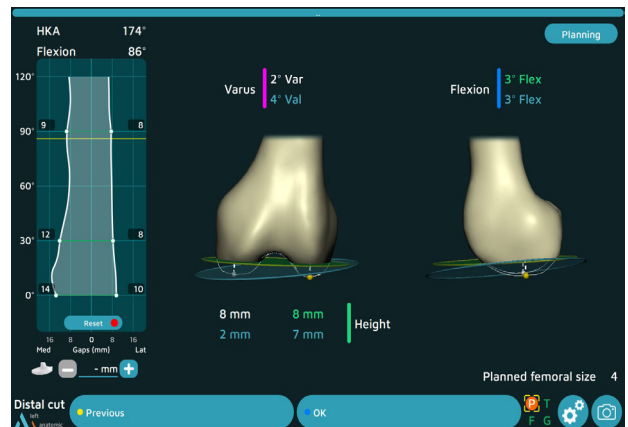 HKA 174°
Flexion 86°
Planning
120°
90°
60°
30°
0°
9 8
12 8
14 10
Reset
16 8 0 8 16
Med Gaps (mm) Lat
- mm +
Varus
2° Var
4° Val
Flexion
3° Flex
3° Flex
8 mm 8 mm
2 mm 7 mm
Height
Planned femoral size 4
Distal cut
left
anatomic
Previous
OK
P T
F G